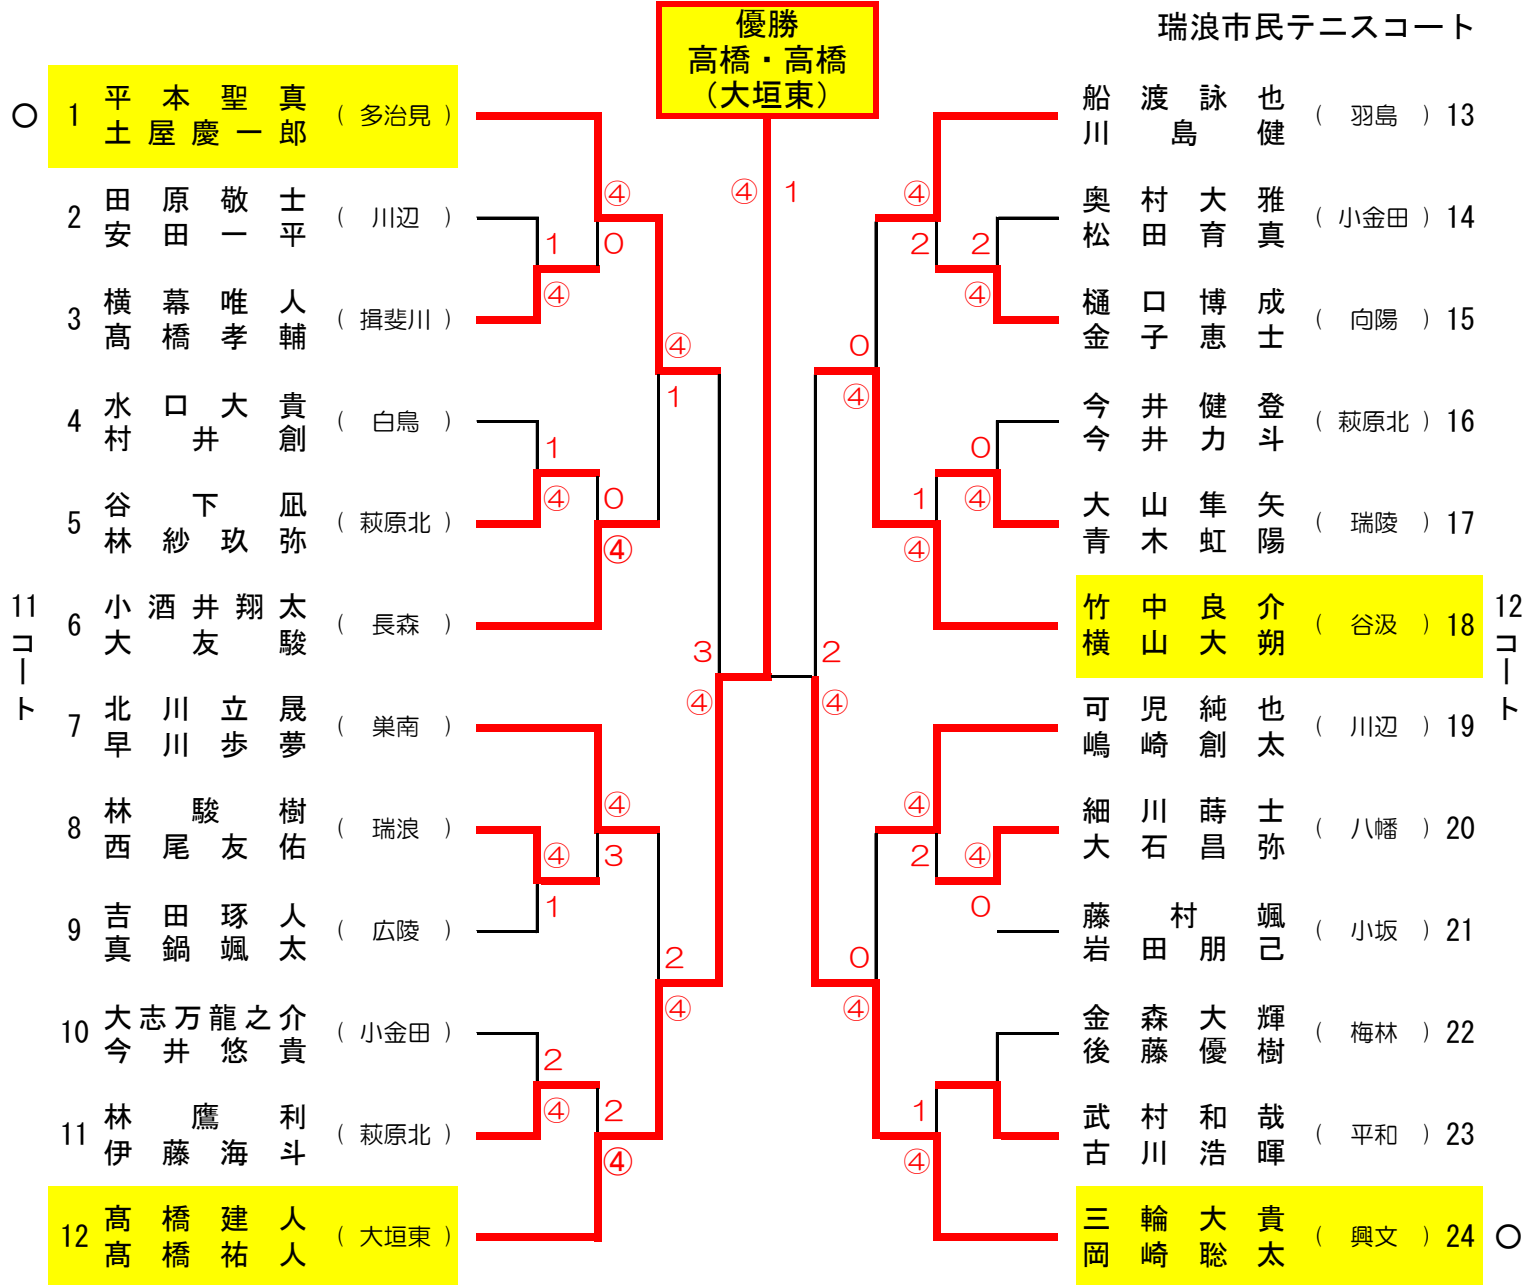 優勝
高橋・高橋
（大垣東）
瑞浪市民テニスコート
○ 1 平本聖真 土屋慶一郎 （多治見）
2 田原敬士 安田一平 （川辺）
3 横幕唯人 髙橋孝輔 （揖斐川）
4 水口大貴 村井創 （白鳥）
5 谷下凪 林紗玖弥 （萩原北）
6 小酒井翔太 大友駿 （長森）
11コート
7 北川立晟 早川歩夢 （巣南）
8 林駿樹 西尾友佑 （瑞浪）
9 吉田琢人 真鍋颯太 （広陵）
10 大志万龍之介 今井悠貴 （小金田）
11 林鷹利 伊藤海斗 （萩原北）
12 髙橋建人 髙橋祐人 （大垣東）
④ 0
1 ④
④ 1
1 ④
0 ④
3 ④
④ 3
④ 1
2 ④
2 ④
2 ④
④ 1
船渡詠也 川島健 （羽島） 13
奥村大雅 松田育真 （小金田） 14
樋口博成 金子恵士 （向陽） 15
今井健登 今井力斗 （萩原北） 16
大山隼矢 青木虹陽 （瑞陵） 17
竹中良介 横山大朔 （谷汲） 18
12コート
可児純也 嶋崎創太 （川辺） 19
細川蒔士 大石昌弥 （八幡） 20
藤村颯 岩田朋己 （小坂） 21
金森大輝 後藤優樹 （梅林） 22
武村和哉 古川浩暉 （平和） 23
三輪大貴 岡崎聡太 （興文） 24 ○
④ 2
2 ④
0 ④
0 ④
1 ④
2 ④
④ 2
④ 0
0 ④
1 ④